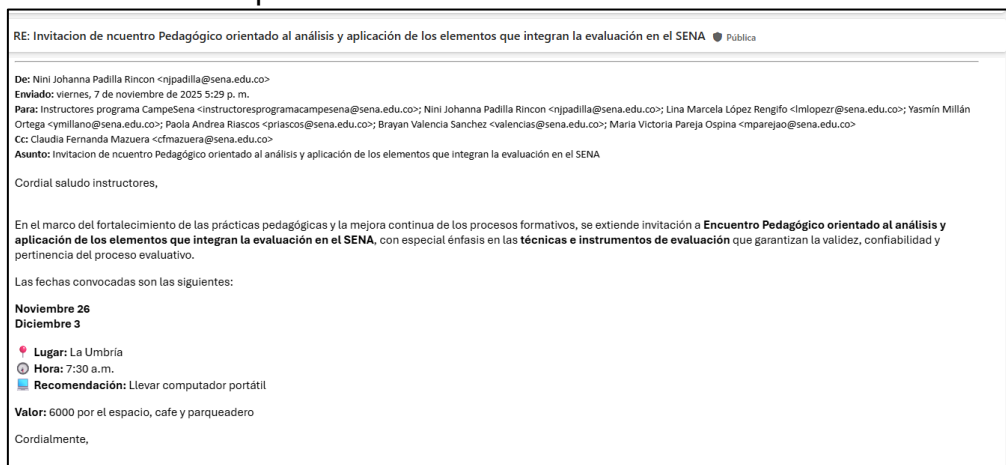 RE: Invitacion de ncuentro Pedagógico orientado al análisis y aplicación de los elementos que integran la evaluación en el SENA Pública
De: Nini Johanna Padilla Rincon <njpadilla@sena.edu.co>
Enviado: viernes, 7 de noviembre de 2025 5:29 p. m.
Para: Instructores programa CampeSena <instructoresprogramacampesena@sena.edu.co>; Nini Johanna Padilla Rincon <njpadilla@sena.edu.co>; Lina Marcela López Rengifo <lmlopezr@sena.edu.co>; Yasmín Millán
Ortega <ymillano@sena.edu.co>; Paola Andrea Riascos <priascos@sena.edu.co>; Brayan Valencia Sanchez <valencias@sena.edu.co>; Maria Victoria Pareja Ospina <mparejao@sena.edu.co>
Cc: Claudia Fernanda Mazuera <cfmazuera@sena.edu.co>
Asunto: Invitacion de ncuentro Pedagógico orientado al análisis y aplicación de los elementos que integran la evaluación en el SENA
Cordial saludo instructores,
En el marco del fortalecimiento de las prácticas pedagógicas y la mejora continua de los procesos formativos, se extiende invitación a Encuentro Pedagógico orientado al análisis y
aplicación de los elementos que integran la evaluación en el SENA, con especial énfasis en las técnicas e instrumentos de evaluación que garantizan la validez, confiabilidad y
pertinencia del proceso evaluativo.
Las fechas convocadas son las siguientes:
Noviembre 26
Diciembre 3
Lugar: La Umbría
Hora: 7:30 a.m.
Recomendación: Llevar computador portátil
Valor: 6000 por el espacio, cafe y parqueadero
Cordialmente,